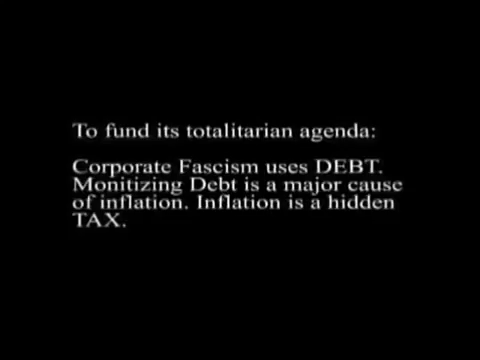 To fund its totalitarian agenda:
Corporate Fascism uses DEBT.
Monitizing Debt is a major cause
of inflation. Inflation is a hidden
TAX.